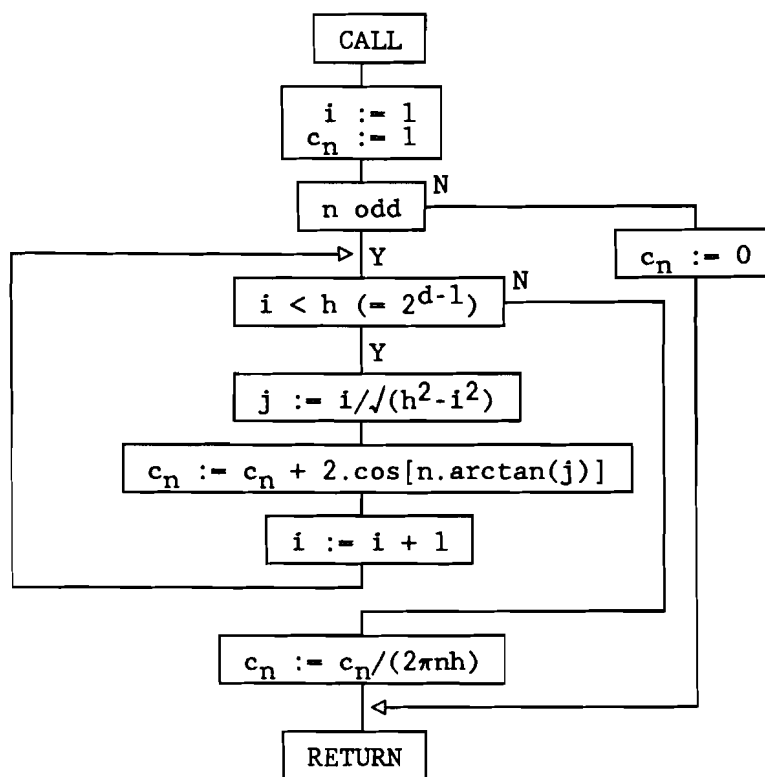 CALL
i := 1
cₙ := 1
n odd
N
cₙ := 0
Y
i < h (= 2ᵈ⁻¹)
N
Y
j := i/√(h²-i²)
cₙ := cₙ + 2.cos[n.arctan(j)]
i := i + 1
cₙ := cₙ/(2πnh)
RETURN